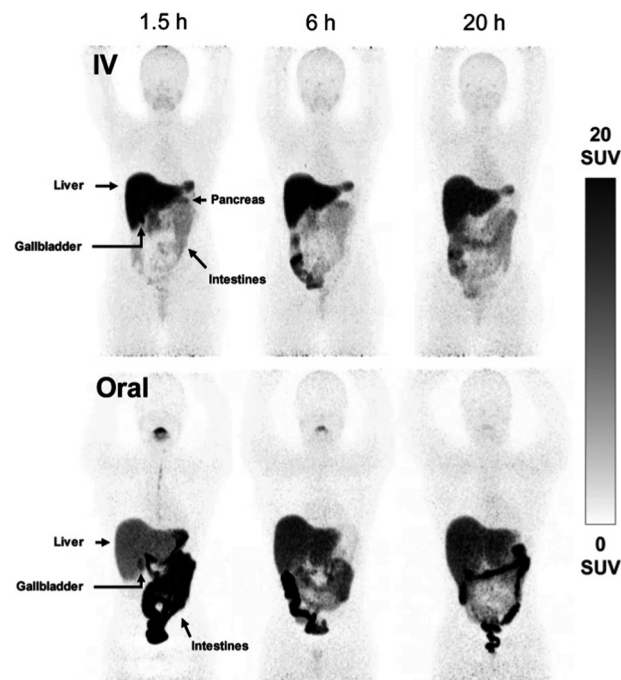 1.5 h 6 h 20 h
IV
20
SUV
Liver
Pancreas
Gallbladder
Intestines
Oral
Liver
Gallbladder
Intestines
0
SUV